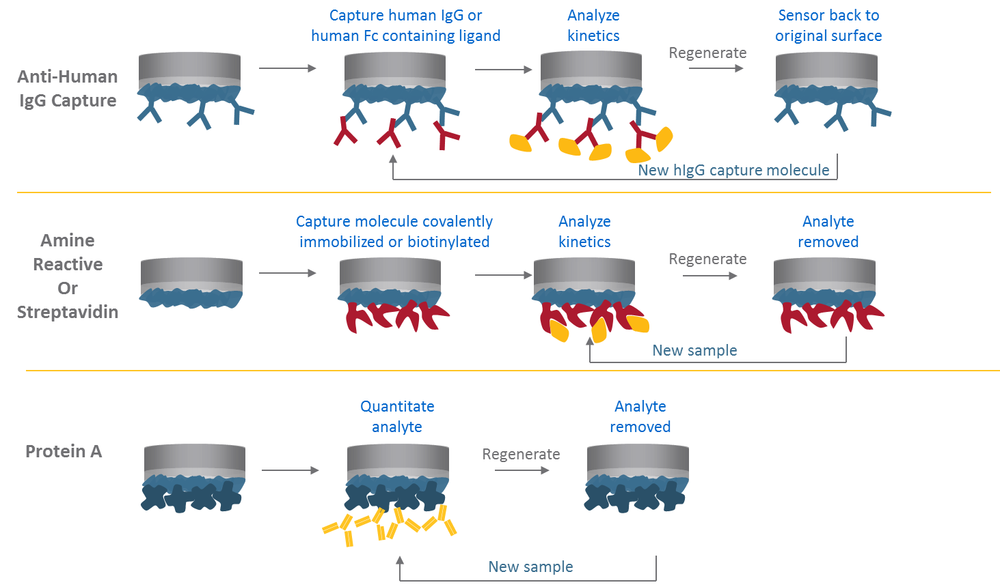 Capture human IgG or
human Fc containing ligand
Analyze
kinetics
Sensor back to
original surface
Regenerate
Anti-Human
IgG Capture
New hIgG capture molecule
Capture molecule covalently
immobilized or biotinylated
Analyze
kinetics
Analyte
removed
Regenerate
Amine
Reactive
Or
Streptavidin
New sample
Quantitate
analyte
Analyte
removed
Regenerate
Protein A
New sample